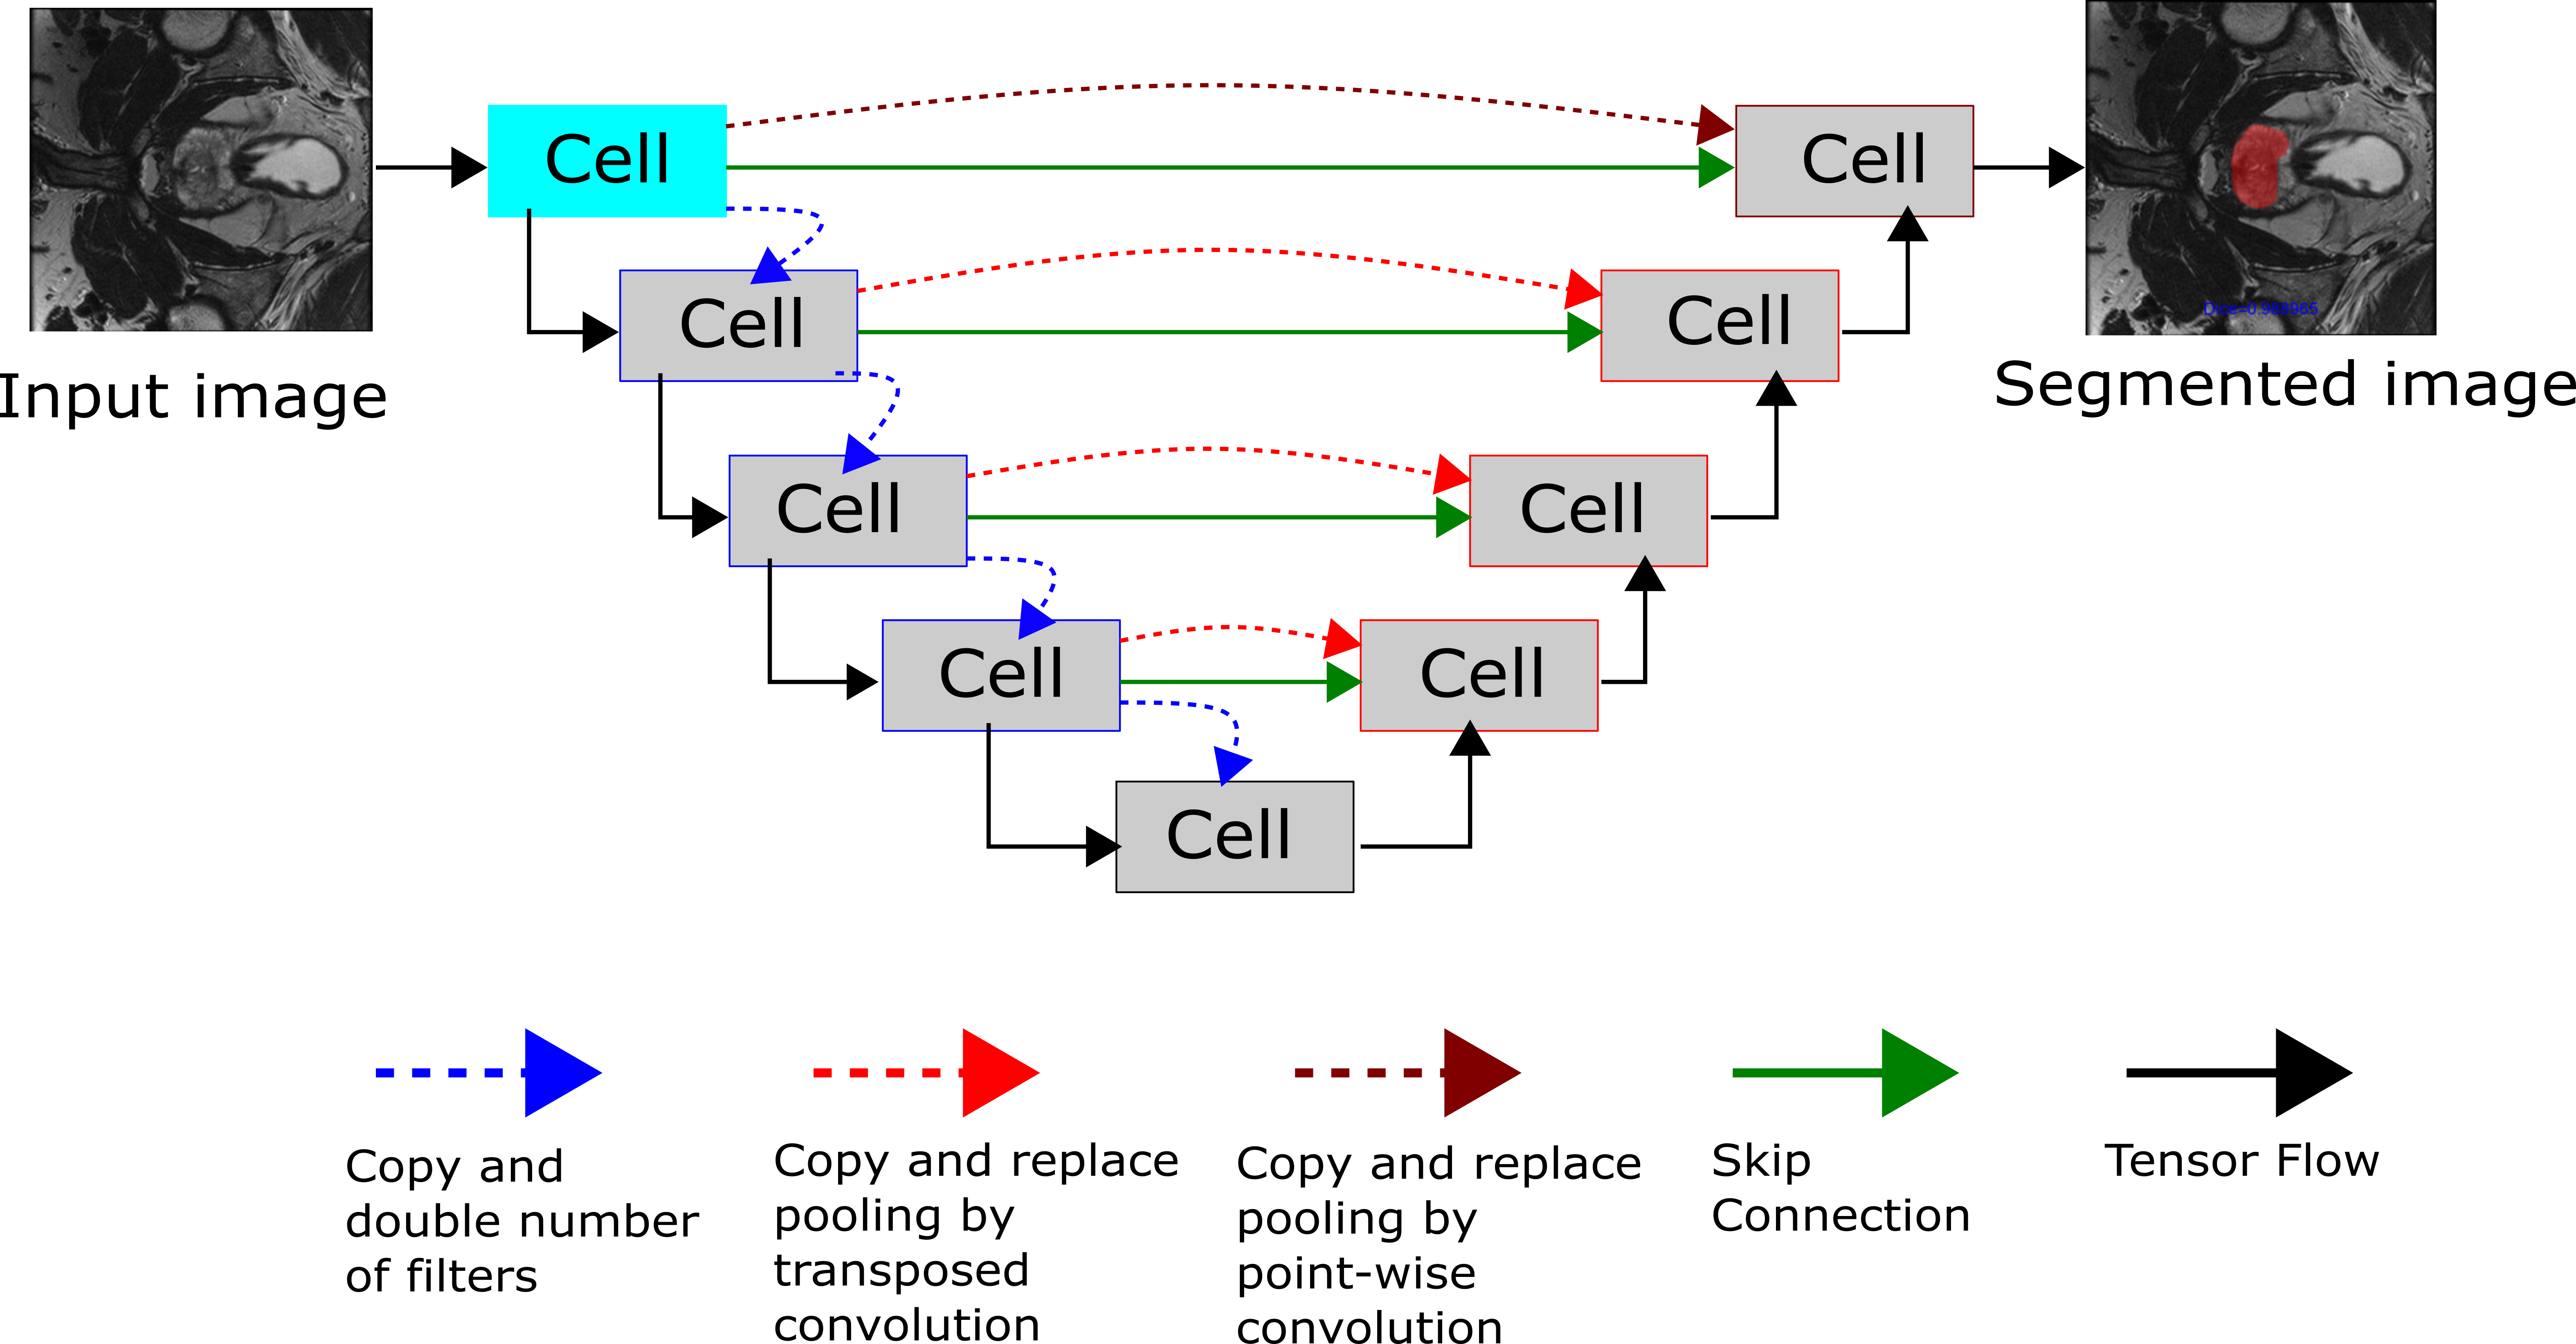 Cell
Cell
Cell
Cell
Dice=0.988965
Input image
Segmented image
Cell
Cell
Cell
Cell
Cell
Copy and
double number
of filters
Copy and replace
pooling by
transposed
convolution
Copy and replace
pooling by
point-wise
convolution
Skip
Connection
Tensor Flow